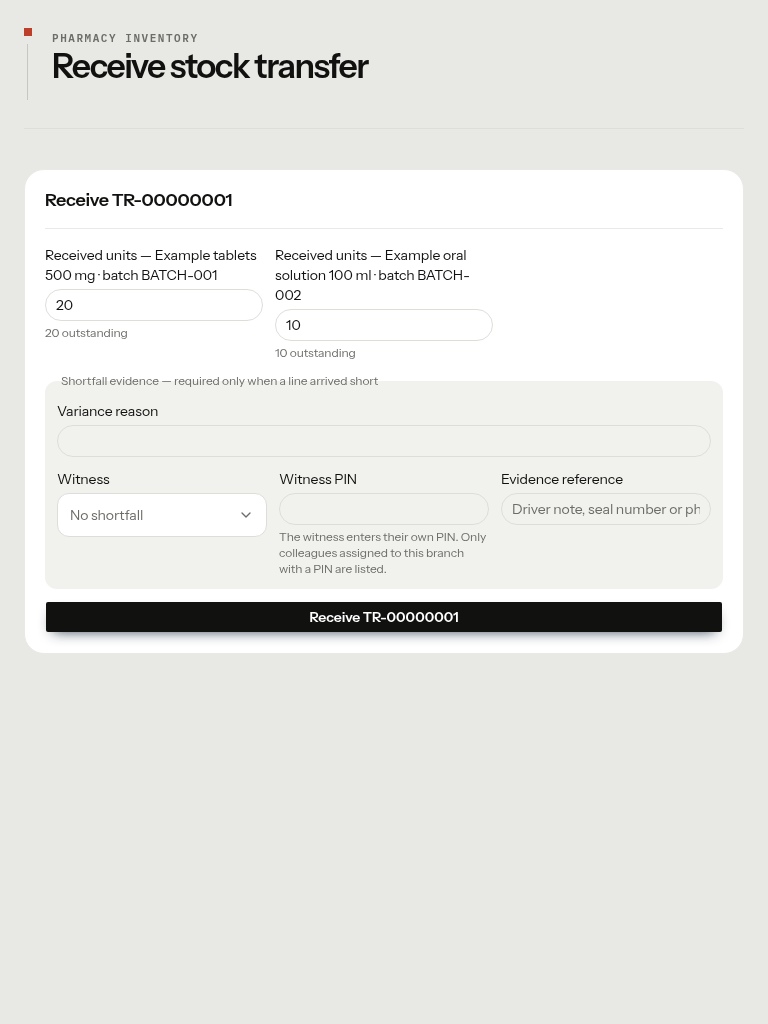 PHARMACY INVENTORY
Receive stock transfer
Receive TR-00000001
Received units — Example tablets
500 mg · batch BATCH-001
20
20 outstanding
Received units — Example oral
solution 100 ml · batch BATCH-
002
10
10 outstanding
Shortfall evidence — required only when a line arrived short
Variance reason
Witness
No shortfall
Witness PIN
The witness enters their own PIN. Only
colleagues assigned to this branch
with a PIN are listed.
Evidence reference
Driver note, seal number or ph
Receive TR-00000001